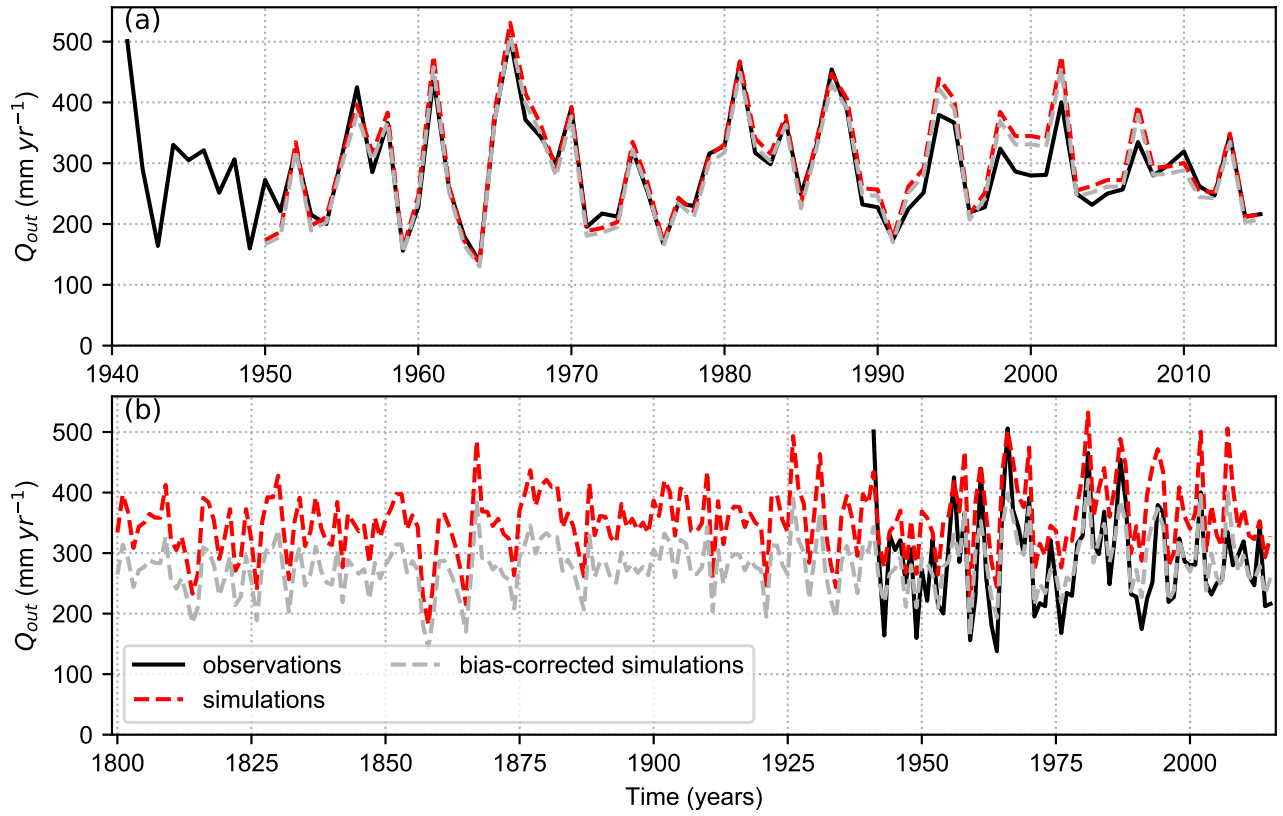 (a)
500
400
300
200
100
0
Q_out (mm yr⁻¹)
1940 1950 1960 1970 1980 1990 2000 2010
(b)
500
400
300
200
100
0
Q_out (mm yr⁻¹)
observations bias-corrected simulations
simulations
1800 1825 1850 1875 1900 1925 1950 1975 2000
Time (years)